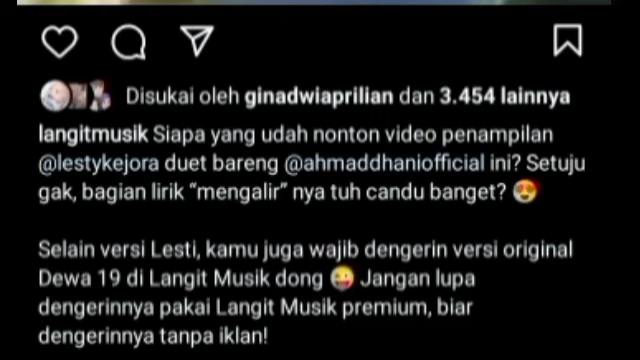 Disukai oleh ginadwiaprilian dan 3.454 lainnya
langitmusik Siapa yang udah nonton video penampilan
@lestykejora duet bareng @ahmaddhaniofficial ini? Setuju
gak, bagian lirik “mengalir” nya tuh candu banget? 😍
Selain versi Lesti, kamu juga wajib dengerin versi original
Dewa 19 di Langit Musik dong 😜 Jangan lupa
dengerinnya pakai Langit Musik premium, biar
dengerinnya tanpa iklan!